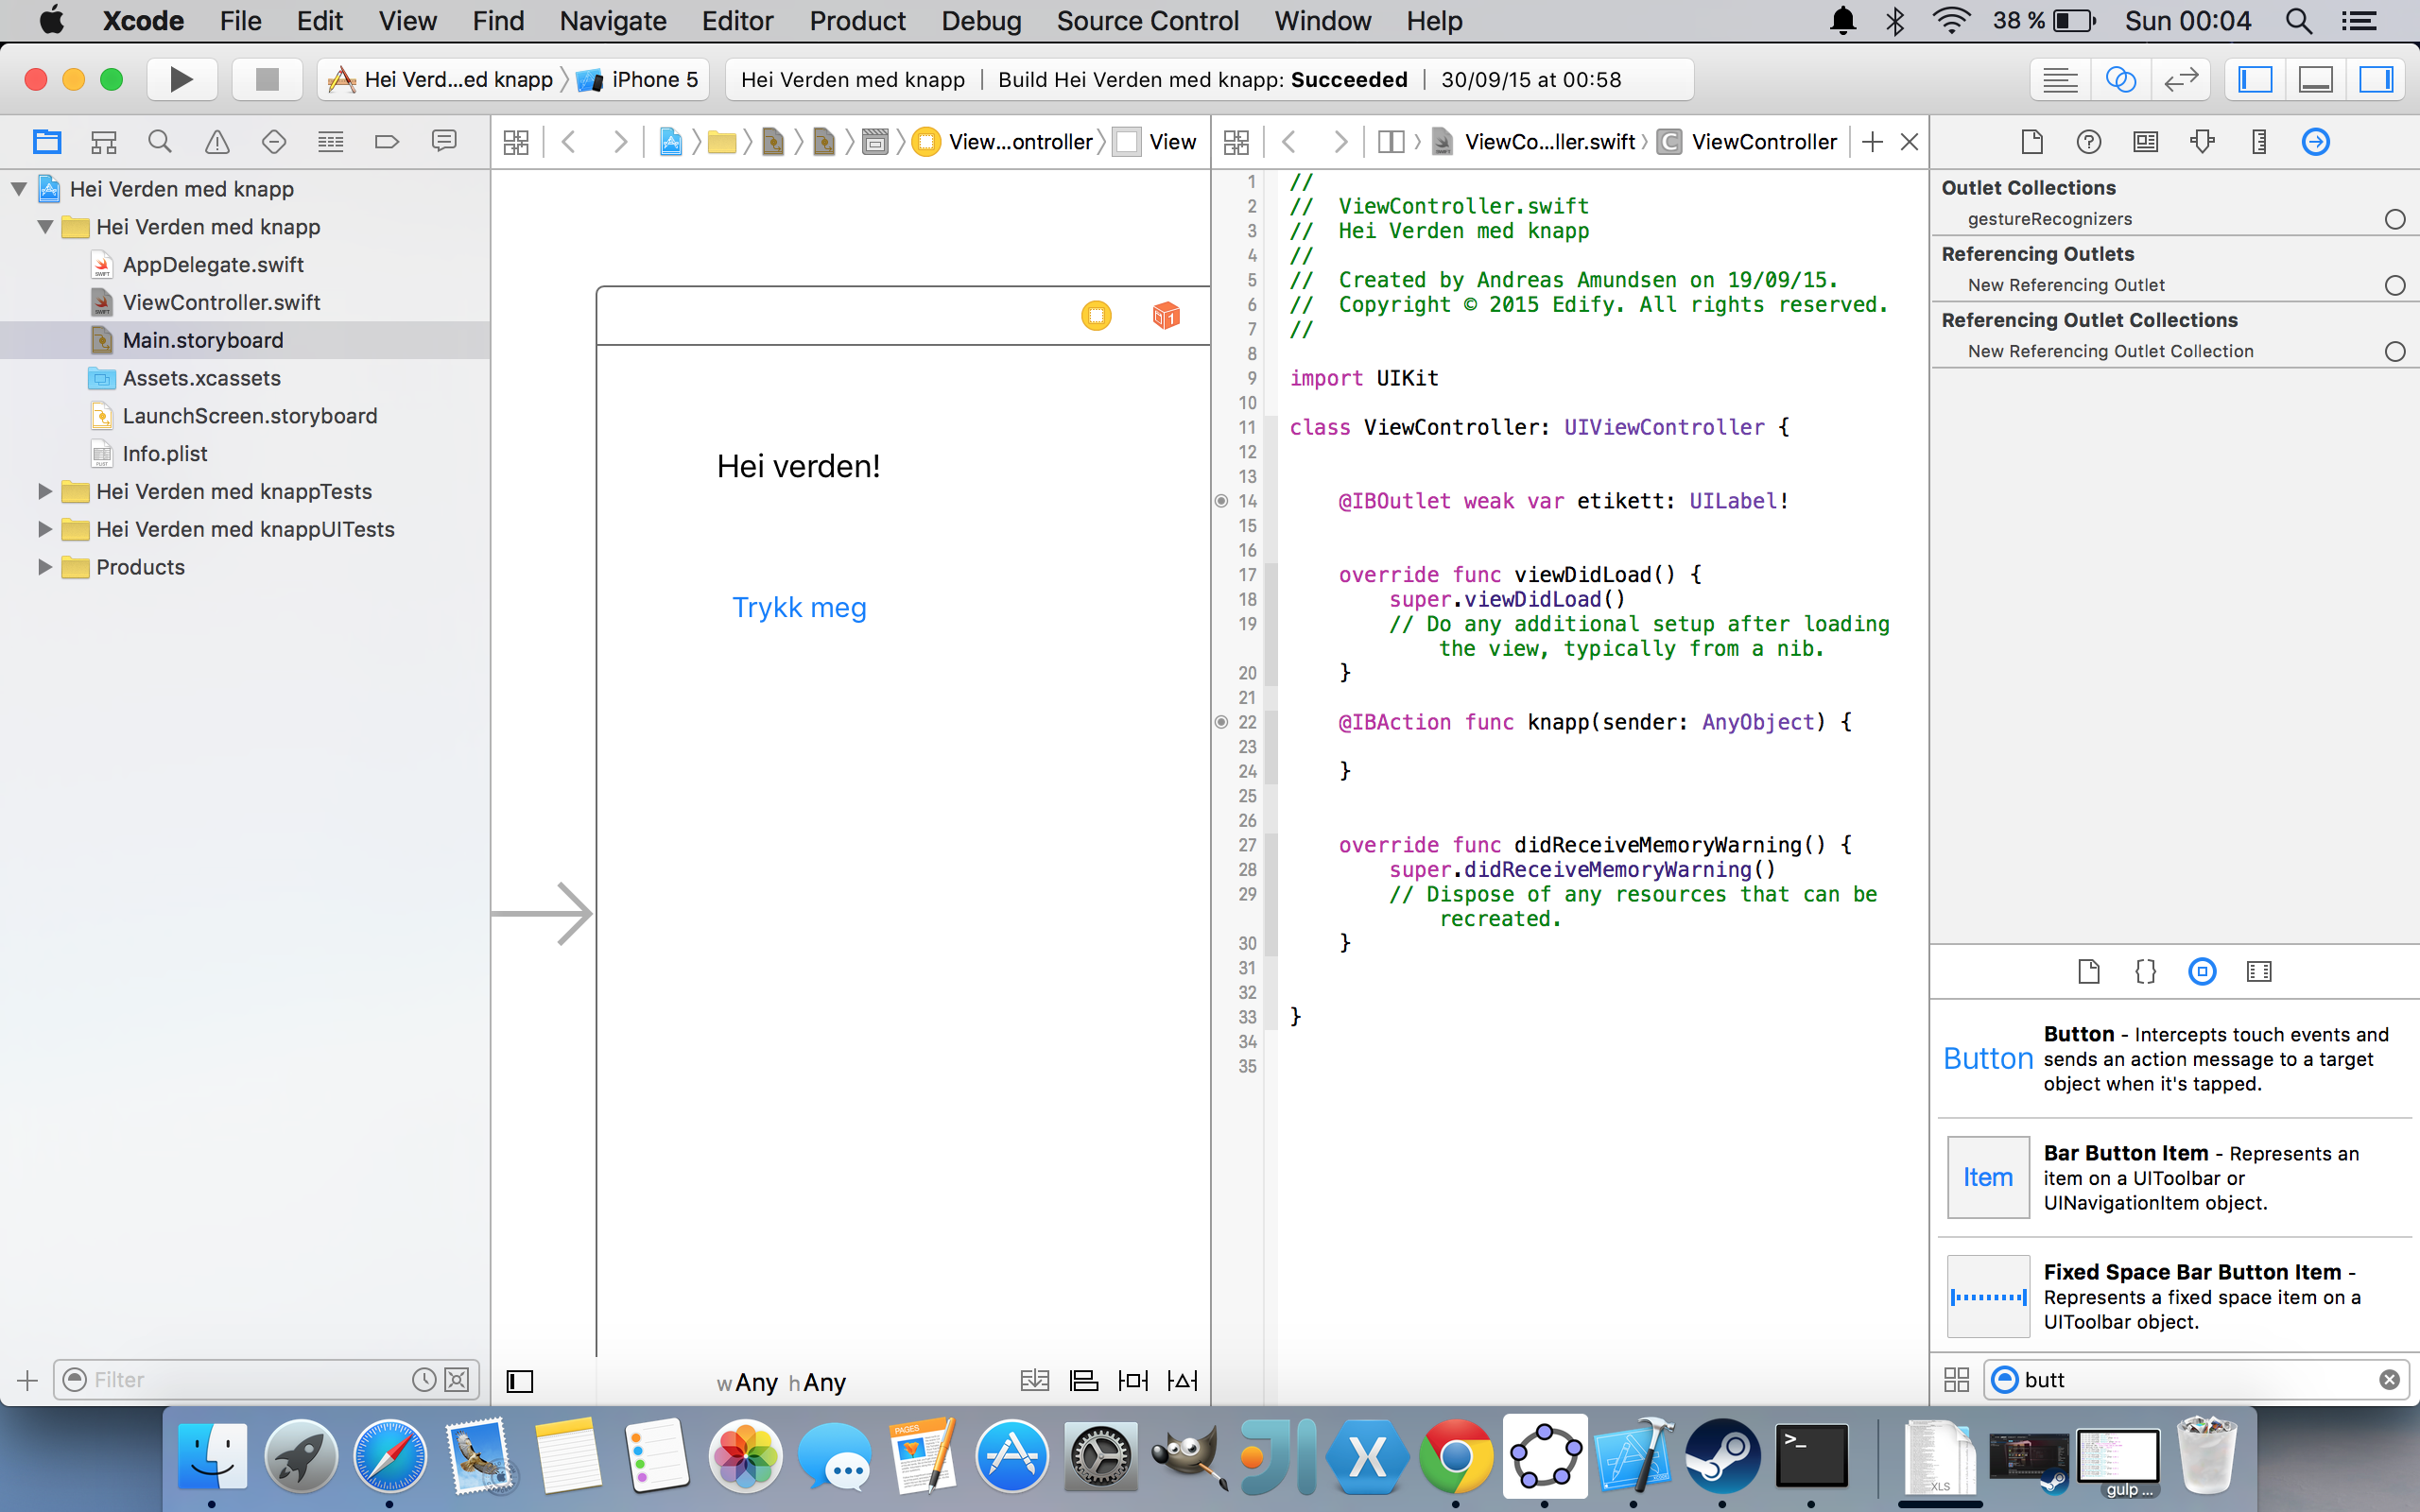 Xcode File Edit View Find Navigate Editor Product Debug Source Control Window Help 38 % Sun 00:04
Hei Verd...ed knapp iPhone 5 Hei Verden med knapp | Build Hei Verden med knapp: Succeeded | 30/09/15 at 00:58
View...ontroller View
ViewCo...ller.swift C ViewController
Hei Verden med knapp
Hei Verden med knapp
AppDelegate.swift
ViewController.swift
Main.storyboard
Assets.xcassets
LaunchScreen.storyboard
Info.plist
Hei Verden med knappTests
Hei Verden med knappUITests
Products
Filter
Hei verden!
Trykk meg
wAny hAny
1 //
2 // ViewController.swift
3 // Hei Verden med knapp
4 //
5 // Created by Andreas Amundsen on 19/09/15.
6 // Copyright © 2015 Edify. All rights reserved.
7 //
8
9 import UIKit
10
11 class ViewController: UIViewController {
12
13
14 @IBOutlet weak var etikett: UILabel!
15
16
17 override func viewDidLoad() {
18 super.viewDidLoad()
19 // Do any additional setup after loading
the view, typically from a nib.
20 }
21
22 @IBAction func knapp(sender: AnyObject) {
23
24 }
25
26
27 override func didReceiveMemoryWarning() {
28 super.didReceiveMemoryWarning()
29 // Dispose of any resources that can be
recreated.
30 }
31
32
33 }
34
35
Outlet Collections
gestureRecognizers
Referencing Outlets
New Referencing Outlet
Referencing Outlet Collections
New Referencing Outlet Collection
Button
Button - Intercepts touch events and
sends an action message to a target
object when it's tapped.
Item
Bar Button Item - Represents an
item on a UIToolbar or
UINavigationItem object.
Fixed Space Bar Button Item -
Represents a fixed space item on a
UIToolbar object.
butt
PAGES
XLS
gulp ...